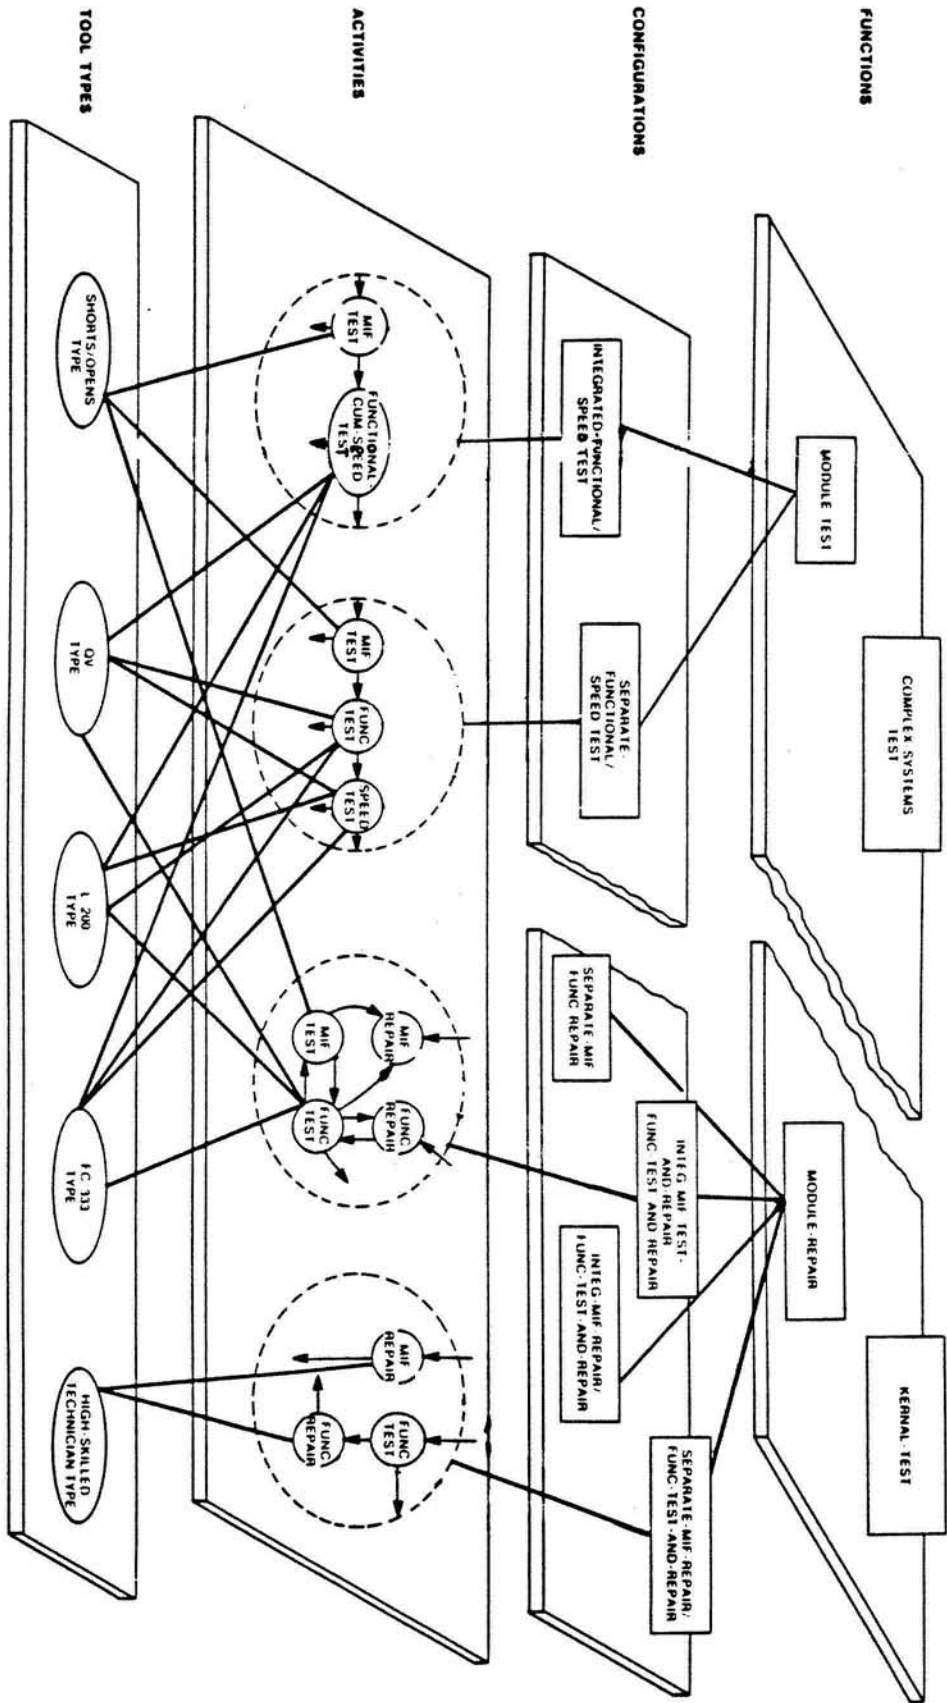 FUNCTIONS
COMPLEX-SYSTEMS
TEST
KERNAL-TEST
MODULE TEST
MODULE-REPAIR
CONFIGURATIONS
INTEGRATED-FUNCTIONAL/
SPEED TEST
SEPARATE-
FUNCTIONAL/
SPEED TEST
SEPARATE-MIF
FUNC REPAIR
INTEG MIF TEST-
AND-REPAIR
FUNC-TEST AND REPAIR
INTEG-MIF-REPAIR/
FUNC-TEST-AND-REPAIR
SEPARATE-MIF-REPAIR/
FUNC-TEST-AND-REPAIR
ACTIVITIES
MIF
TEST
FUNCTIONAL-
CUM-SPEED
TEST
MIF
TEST
FUNC
TEST
SPEED
TEST
MIF
REPAIR
FUNC
REPAIR
MIF
TEST
FUNC
TEST
MIF
REPAIR
FUNC
TEST
FUNC
REPAIR
TOOL TYPES
SHORTS/OPENS
TYPE
QV
TYPE
L 200
TYPE
FC 333
TYPE
HIGH-SKILLED
TECHNICIAN TYPE